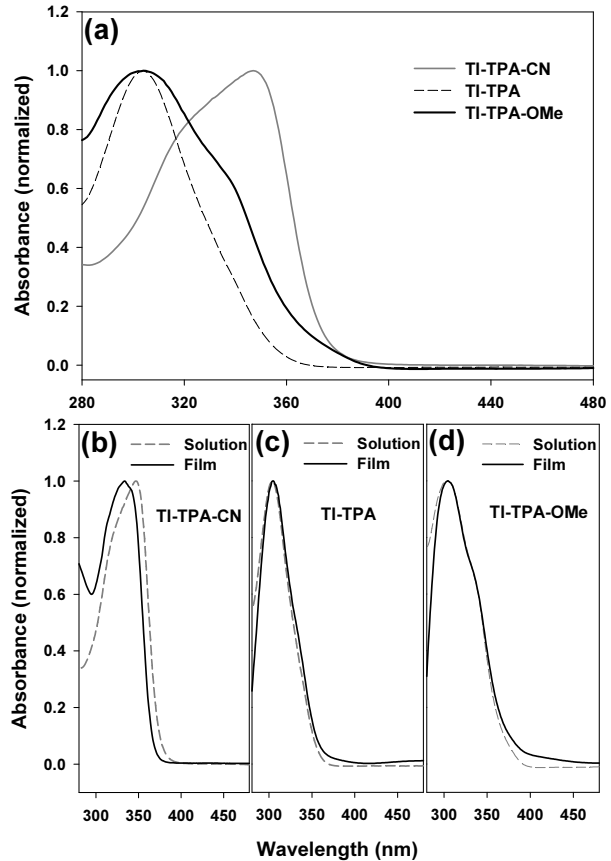 (a)
Absorbance (normalized)
1.2
1.0
0.8
0.6
0.4
0.2
0.0
280 320 360 400 440 480
TI-TPA-CN
TI-TPA
TI-TPA-OMe
Absorbance (normalized)
1.2
1.0
0.8
0.6
0.4
0.2
0.0
(b)
Solution
Film
TI-TPA-CN
300 350 400 450
(c)
Solution
Film
TI-TPA
300 350 400 450
(d)
Solution
Film
TI-TPA-OMe
300 350 400 450
Wavelength (nm)